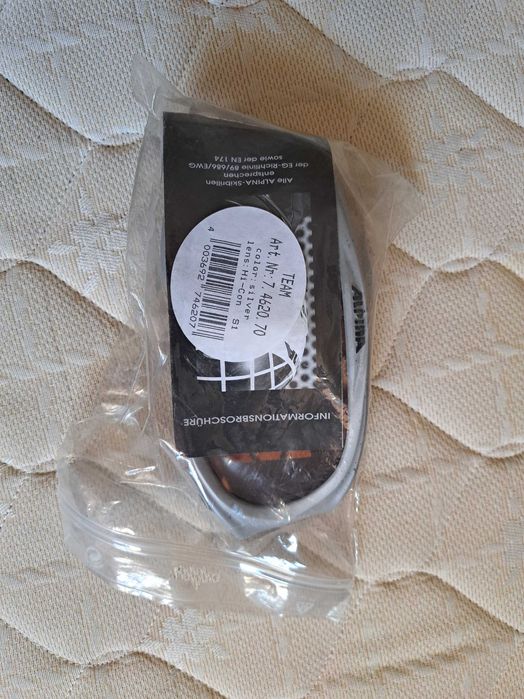 Alle ALPINA-Skibrillen
entsprechen
der EG-Richtlinie 89/686/EWG
sowie der EN 174
TEAM
Art.Nr:7.4620.70
color:silver
lens:Hi-Con S1
4 003692 746207
INFORMATIONSBROSCHÜRE
ALPINA